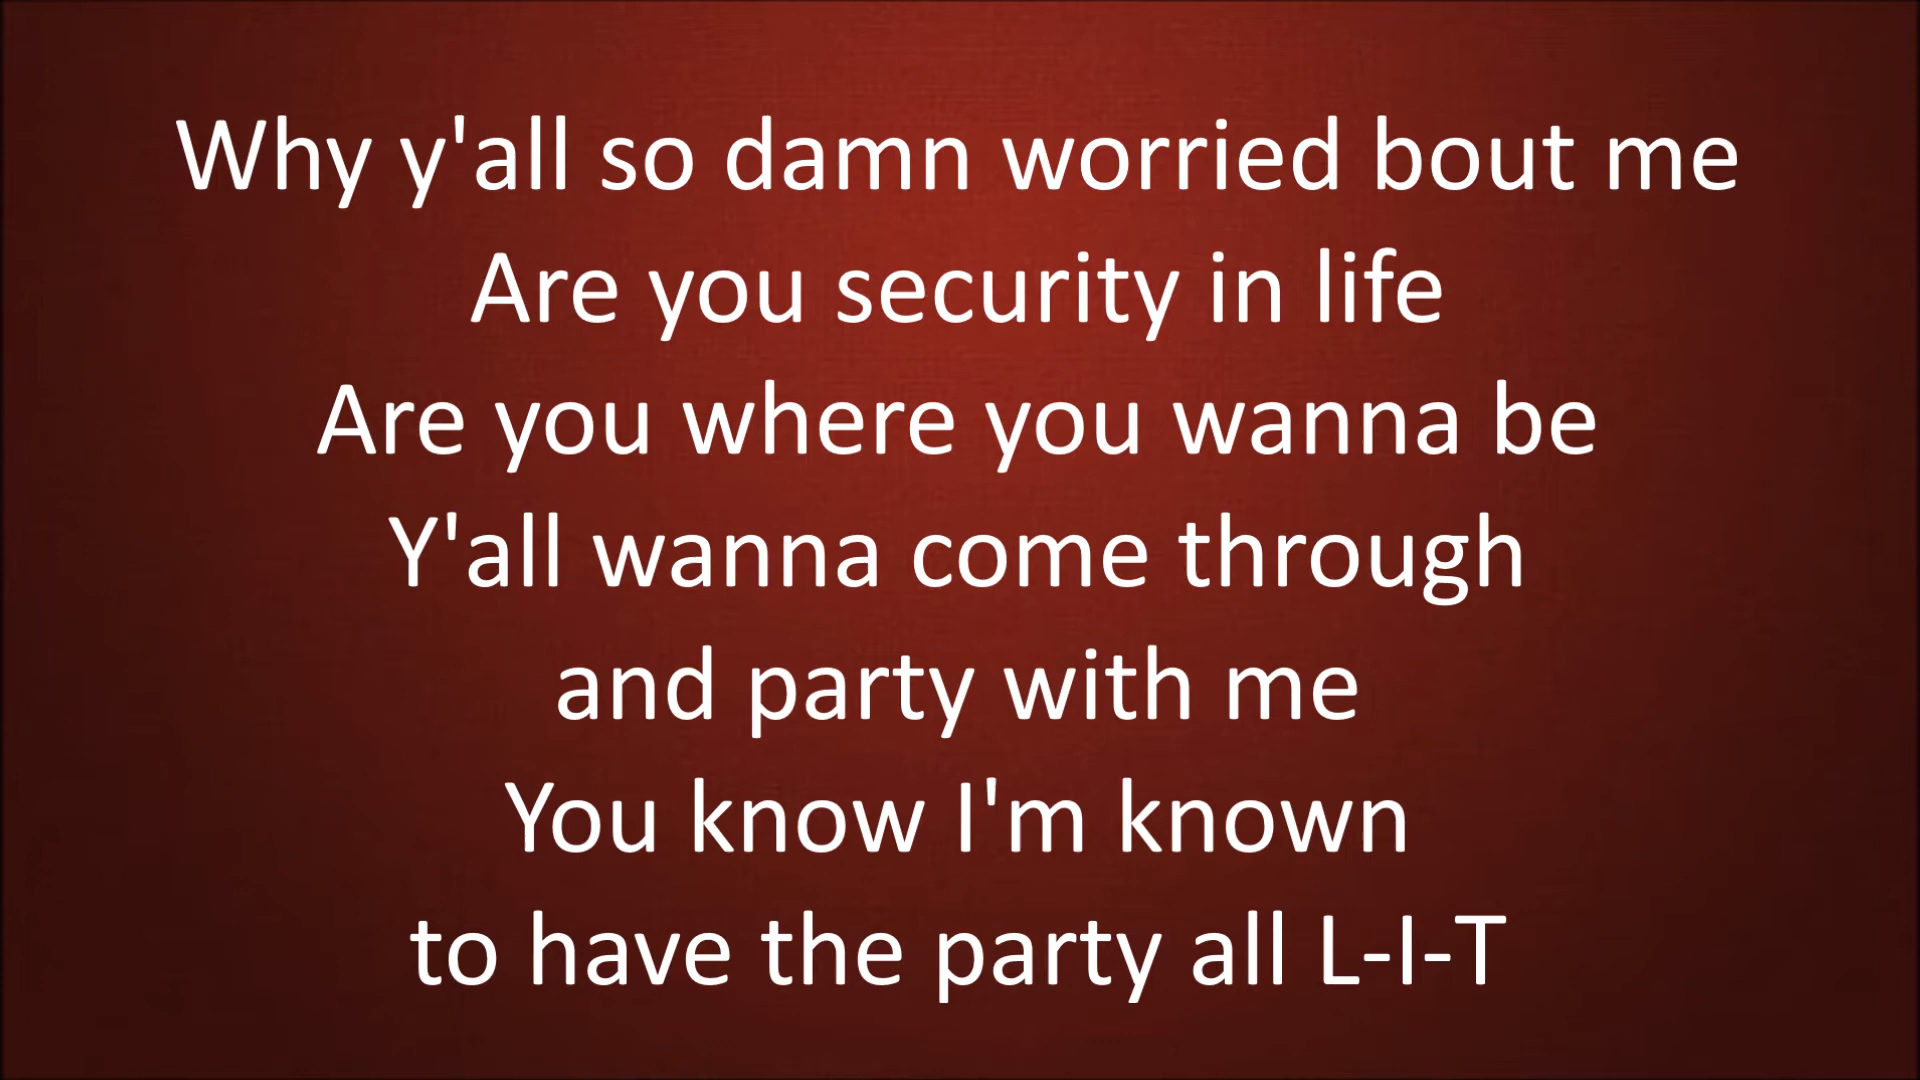 Why y'all so damn worried bout me
Are you security in life
Are you where you wanna be
Y'all wanna come through
and party with me
You know I'm known
to have the party all L-I-T